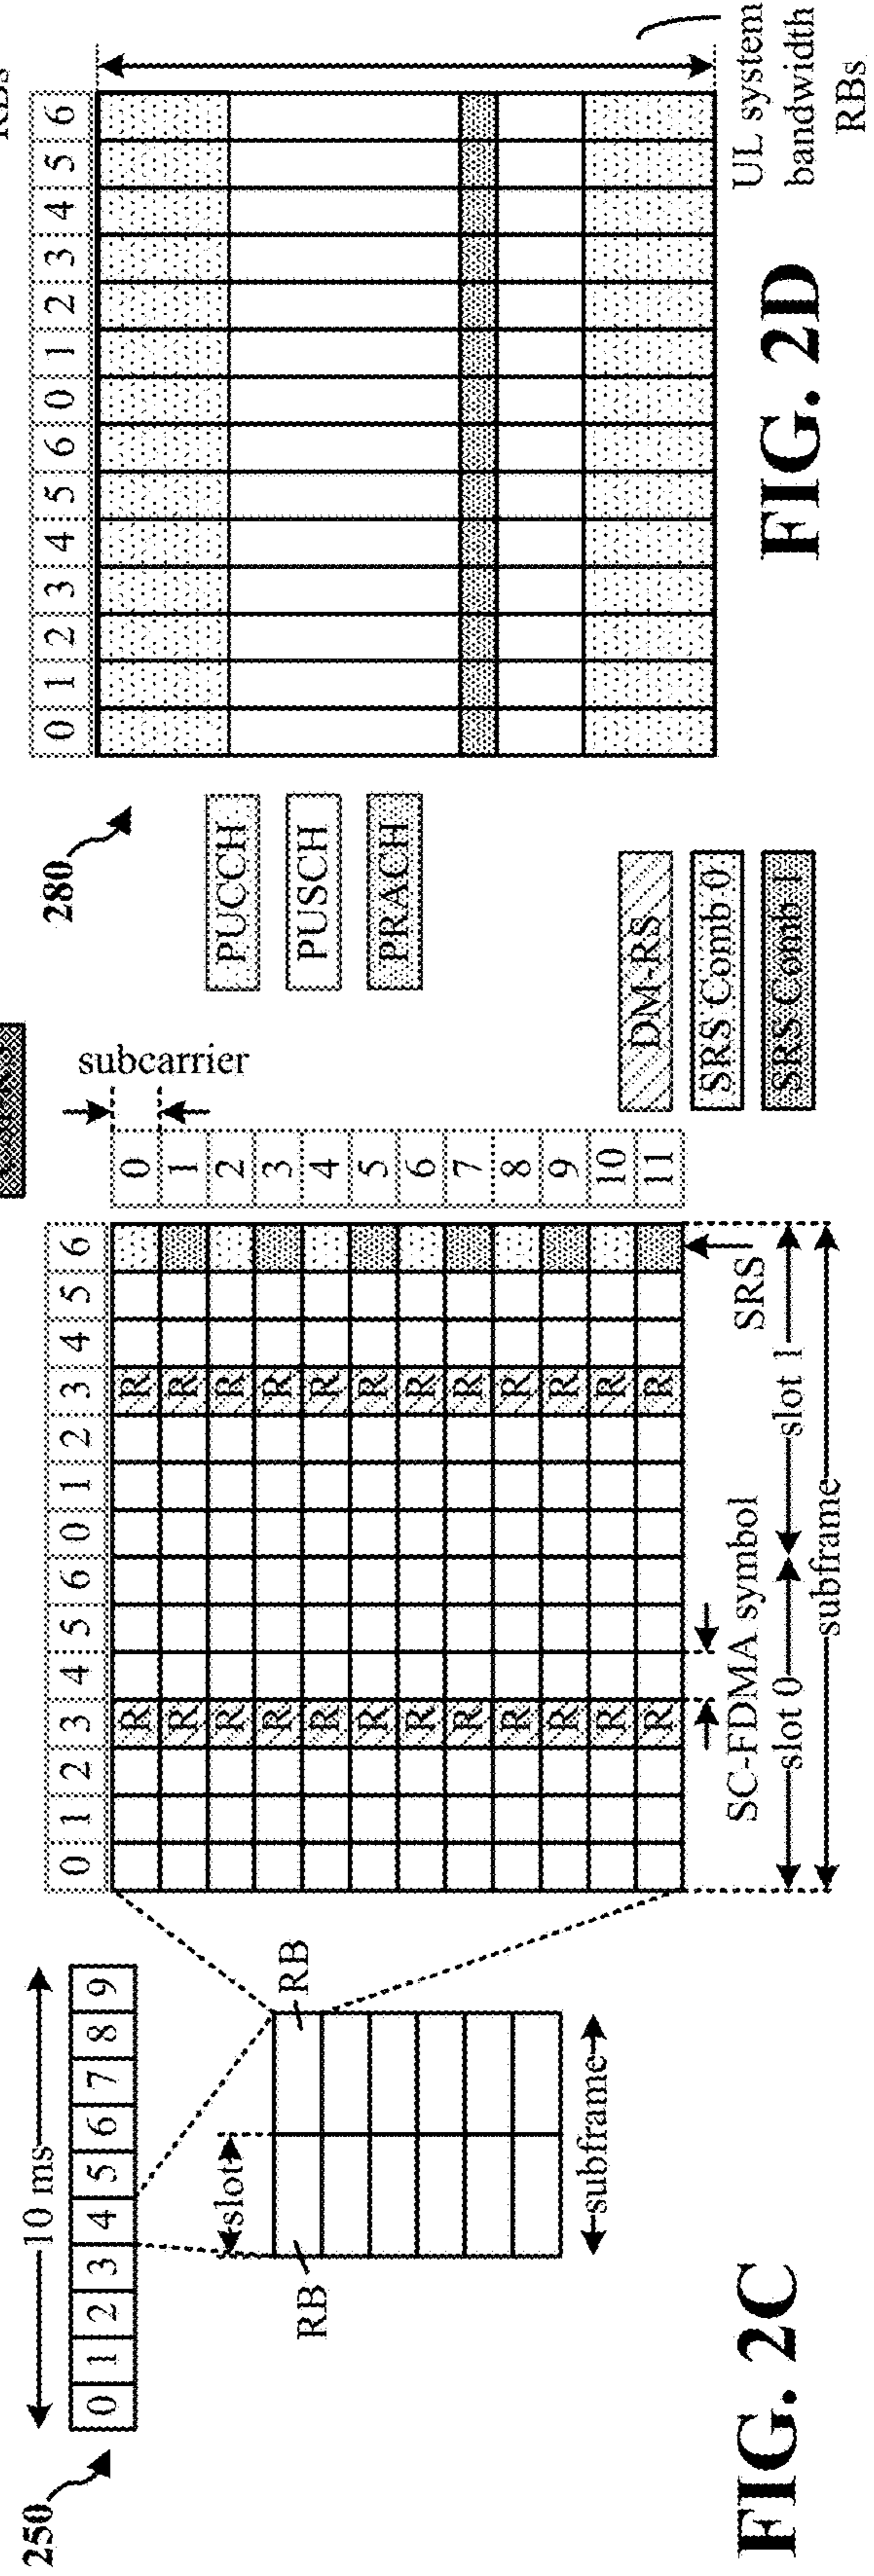 250
10 ms
0 1 2 3 4 5 6 7 8 9
slot
RB
RB
subframe
FIG. 2C
0 1 2 3 4 5 6 0 1 2 3 4 5 6
subcarrier
0
1
2
3
4
5
6
7
8
9
10
11
R R
R R
R R
R R
R R
R R
R R
R R
R R
R R
R R
R R
SC-FDMA symbol
SRS
slot 0
slot 1
subframe
DM-RS
SRS Comb 0
SRS Comb 1
280
PUCCH
PUSCH
PRACH
0 1 2 3 4 5 6 0 1 2 3 4 5 6
UL system
bandwidth
RBs
FIG. 2D